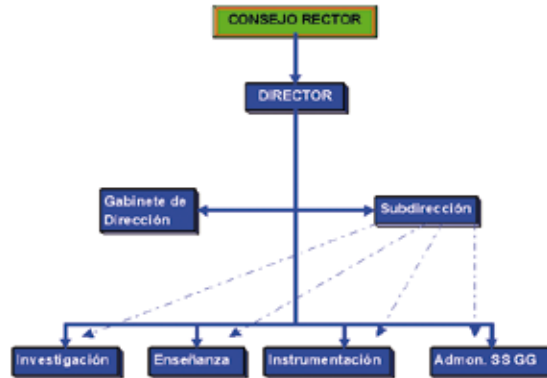 CONSEJO RECTOR
DIRECTOR
Gabinete de
Dirección
Subdirección
Investigación
Enseñanza
Instrumentación
Admon. SS GG